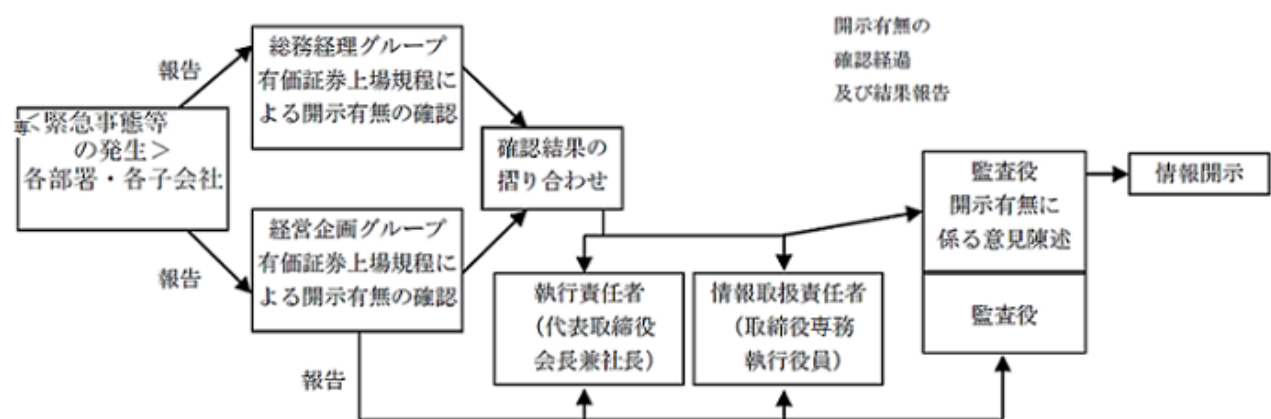 開示有無の
確認経過
及び結果報告
総務経理グループ
有価証券上場規程に
よる開示有無の確認
報告
<緊急事態等
の発生>
各部署・各子会社
確認結果の
摺り合わせ
監査役
開示有無に
係る意見陳述
情報開示
経営企画グループ
有価証券上場規程に
よる開示有無の確認
報告
執行責任者
(代表取締役
会長兼社長)
情報取扱責任者
(取締役専務
執行役員)
監査役
報告